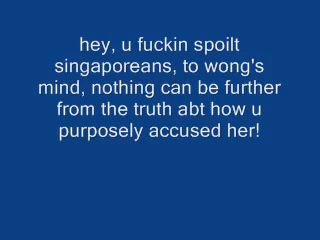 hey, u fuckin spoilt
singaporeans, to wong's
mind, nothing can be further
from the truth abt how u
purposely accused her!